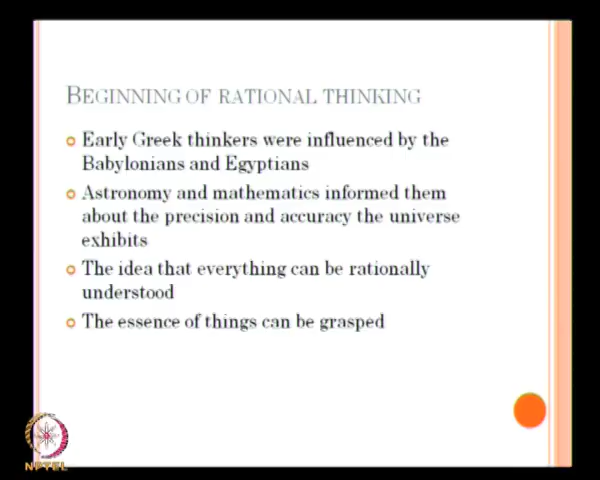 BEGINNING OF RATIONAL THINKING
Early Greek thinkers were influenced by the
Babylonians and Egyptians
Astronomy and mathematics informed them
about the precision and accuracy the universe
exhibits
The idea that everything can be rationally
understood
The essence of things can be grasped
NPTEL